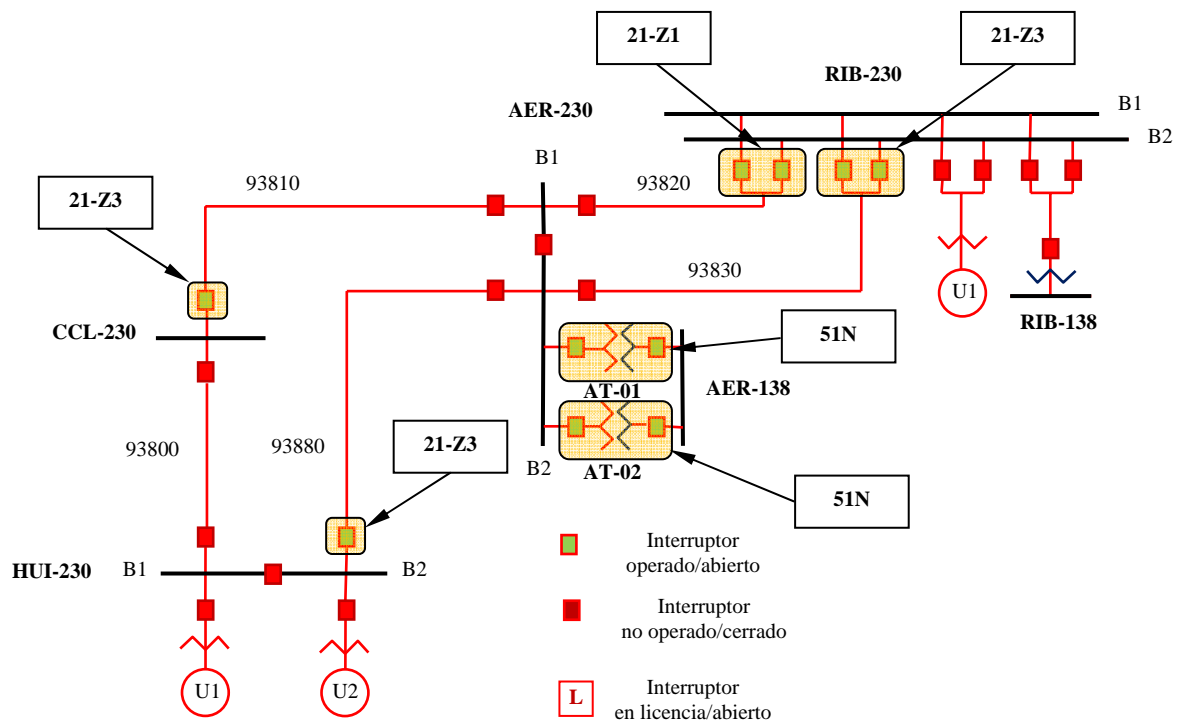 21-Z1
21-Z3
RIB-230
AER-230
B1
B2
B1
93810
93820
21-Z3
93830
U1
CCL-230
RIB-138
51N
AT-01
AER-138
93800
93880
21-Z3
B2
AT-02
51N
Interruptor
operado/abierto
HUI-230
B1
B2
Interruptor
no operado/cerrado
U1
U2
L
Interruptor
en licencia/abierto